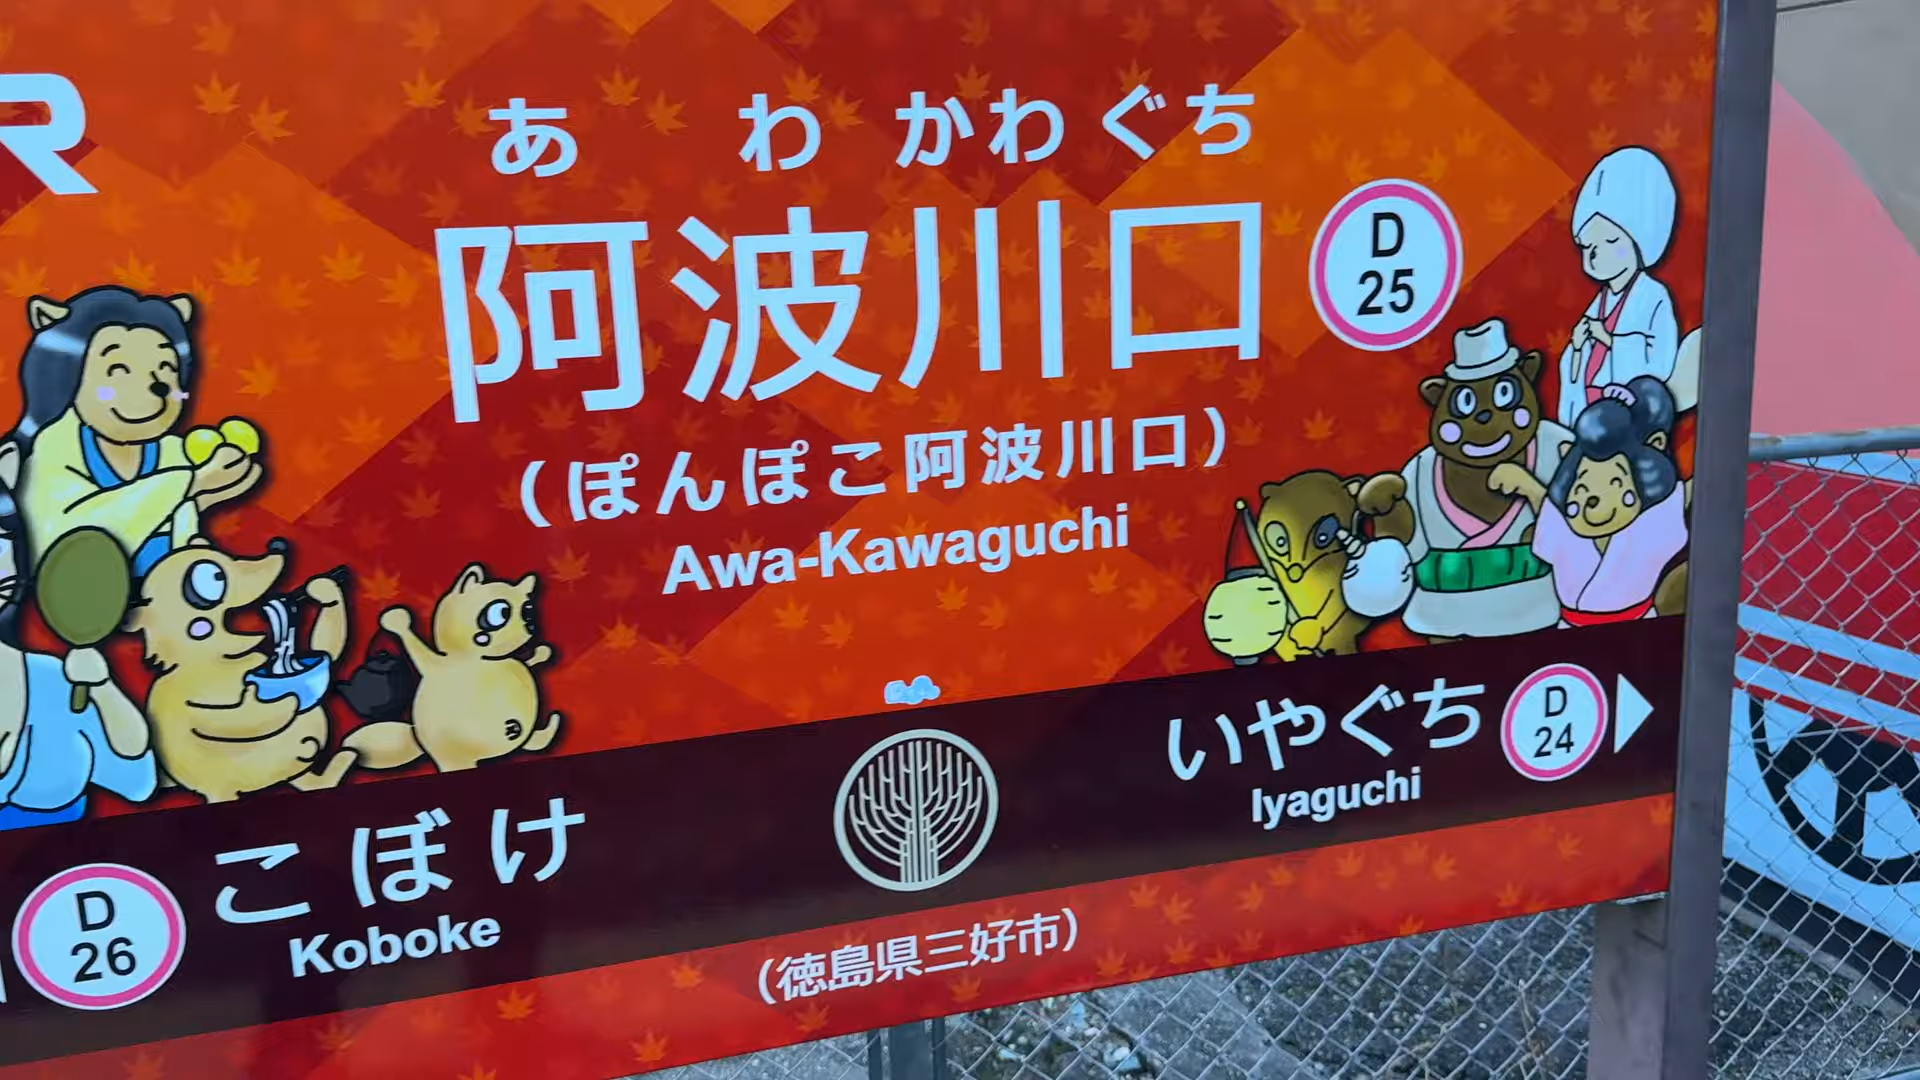 R
あわかわぐち
阿波川口
D
25
(ぽんぽこ阿波川口)
Awa-Kawaguchi
いやぐち
D
24
Iyaguchi
こぼけ
D
26
Koboke
(徳島県三好市)